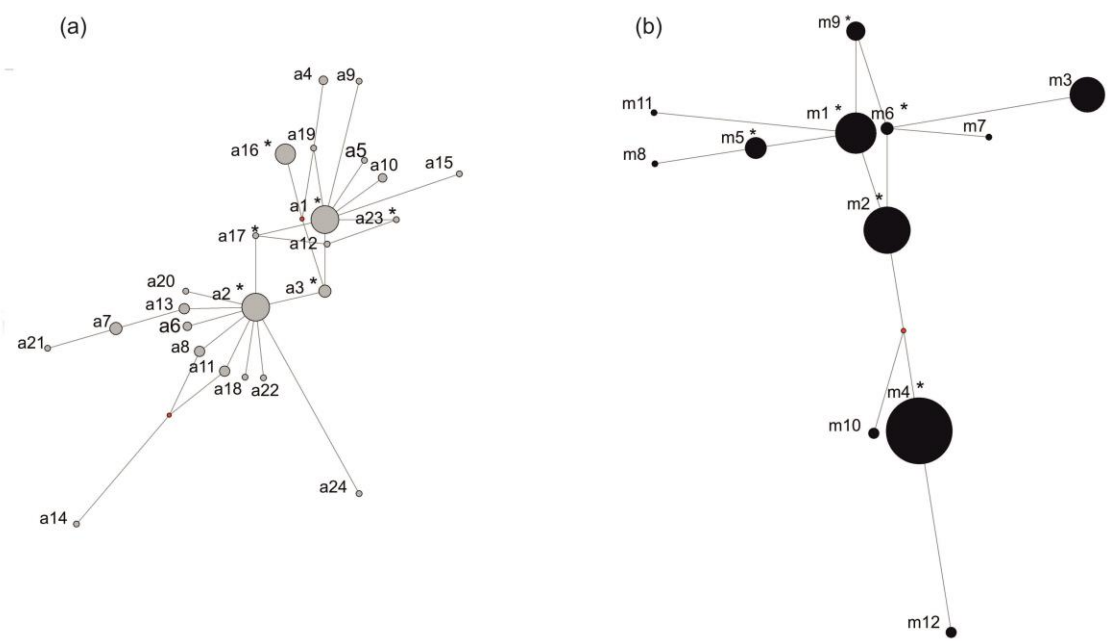 (a)
a4
a9
a19
a16 *
a5
a10
a15
a1 *
a23 *
a17 *
a12
a20
a2 *
a3 *
a13
a7
a6
a21
a8
a11
a18
a22
a24
a14
(b)
m9 *
m3
m11
m1 *
m6 *
m7
m5 *
m8
m2 *
m4 *
m10
m12